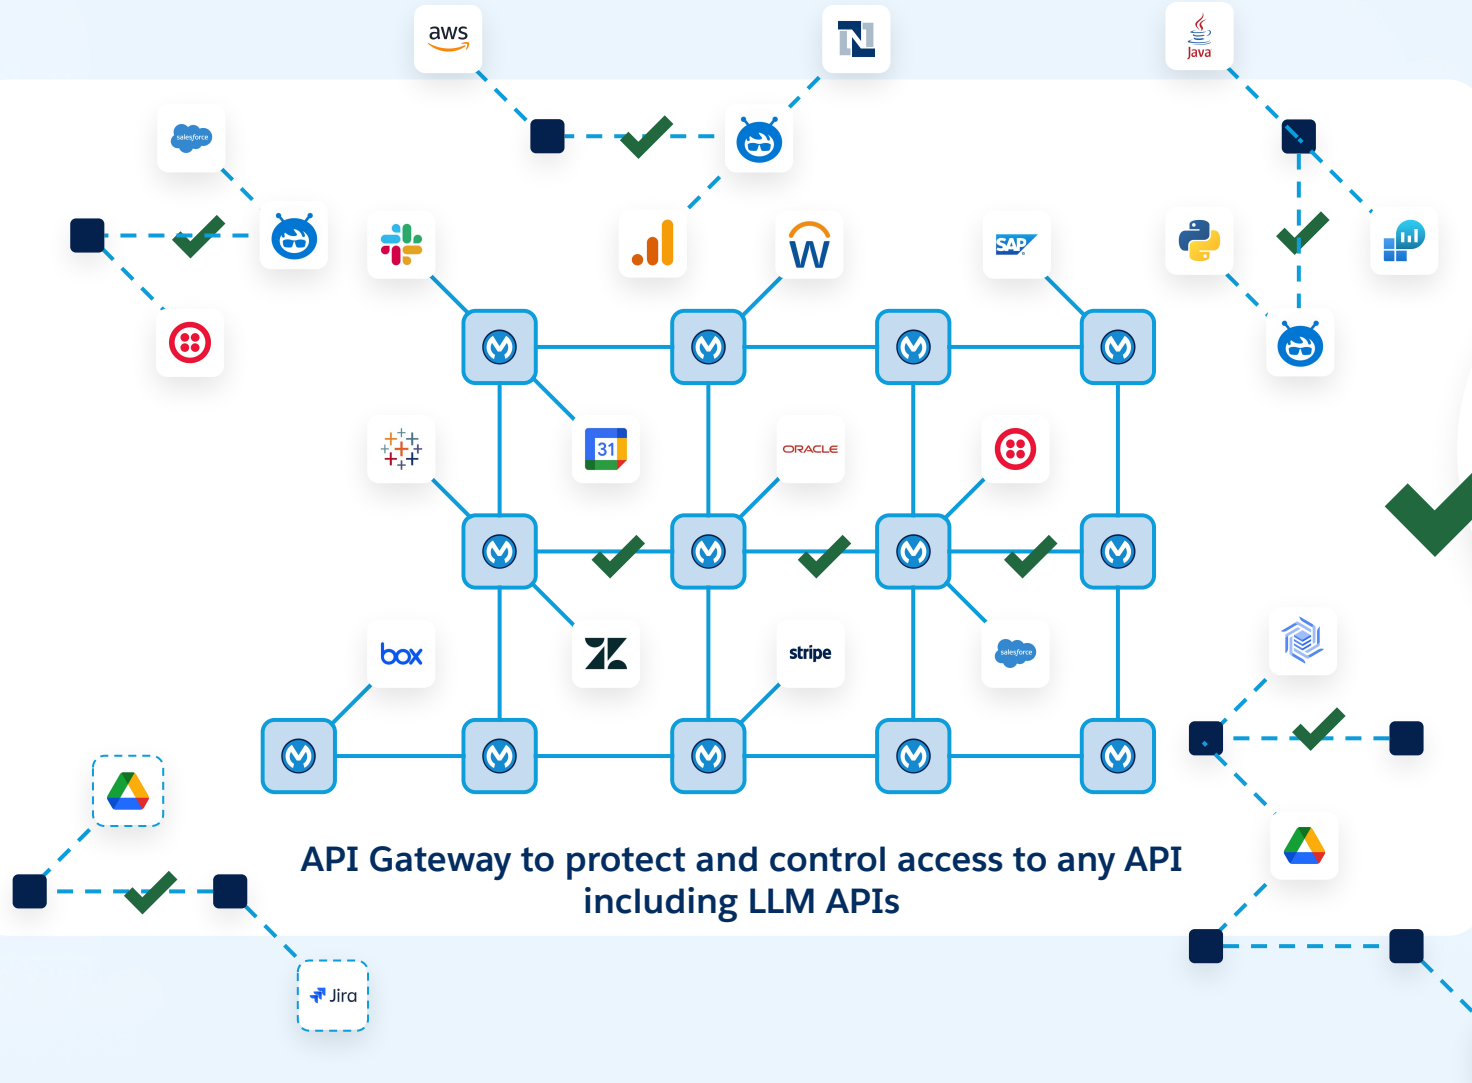 aws
Java
salesforce
W
SAP
31
ORACLE
box
stripe
salesforce
API Gateway to protect and control access to any API
including LLM APIs
Jira